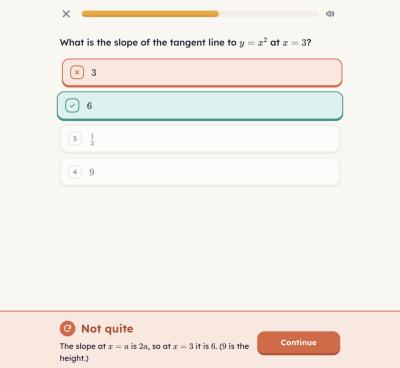 What is the slope of the tangent line to y = x² at x = 3?
3
6
3 1/3
4 9
Not quite
The slope at x = a is 2a, so at x = 3 it is 6. (9 is the
height.)
Continue